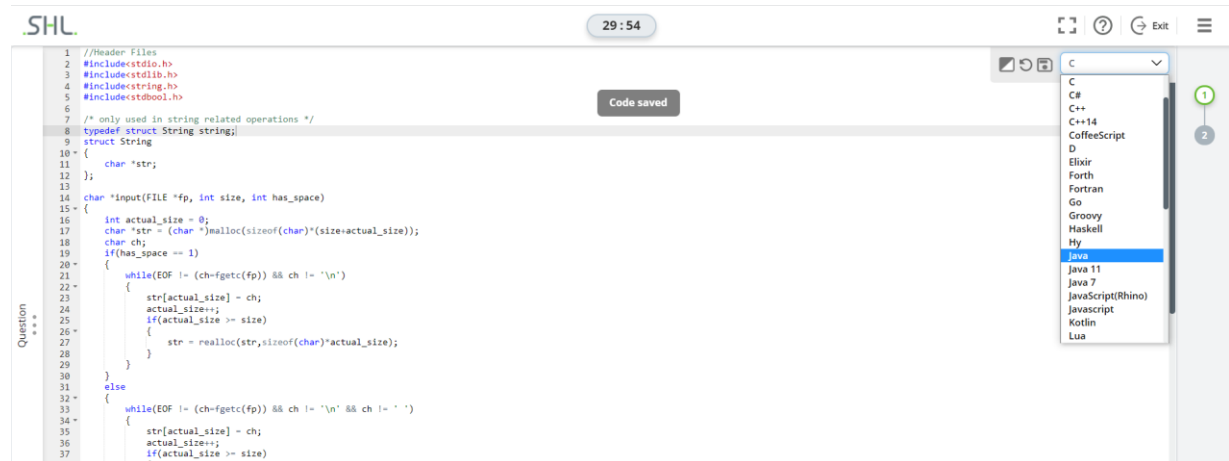 .SHL.
29 : 54
Exit
1 //Header Files
2 #include<stdio.h>
3 #include<stdlib.h>
4 #include<string.h>
5 #include<stdbool.h>
6
7 /* only used in string related operations */
8 typedef struct String string;
9 struct String
10 {
11 char *str;
12 };
13
14 char *input(FILE *fp, int size, int has_space)
15 {
16 int actual_size = 0;
17 char *str = (char *)malloc(sizeof(char)*(size+actual_size));
18 char ch;
19 if(has_space == 1)
20 {
21 while(EOF != (ch=fgetc(fp)) && ch != '\n')
22 {
23 str[actual_size] = ch;
24 actual_size++;
25 if(actual_size >= size)
26 {
27 str = realloc(str,sizeof(char)*actual_size);
28 }
29 }
30 }
31 else
32 {
33 while(EOF != (ch=fgetc(fp)) && ch != '\n' && ch != ' ')
34 {
35 str[actual_size] = ch;
36 actual_size++;
37 if(actual_size >= size)
Code saved
C
C
C#
C++
C++14
CoffeeScript
D
Elixir
Forth
Fortran
Go
Groovy
Haskell
Hy
Java
Java 11
Java 7
JavaScript(Rhino)
Javascript
Kotlin
Lua
1
2
Question